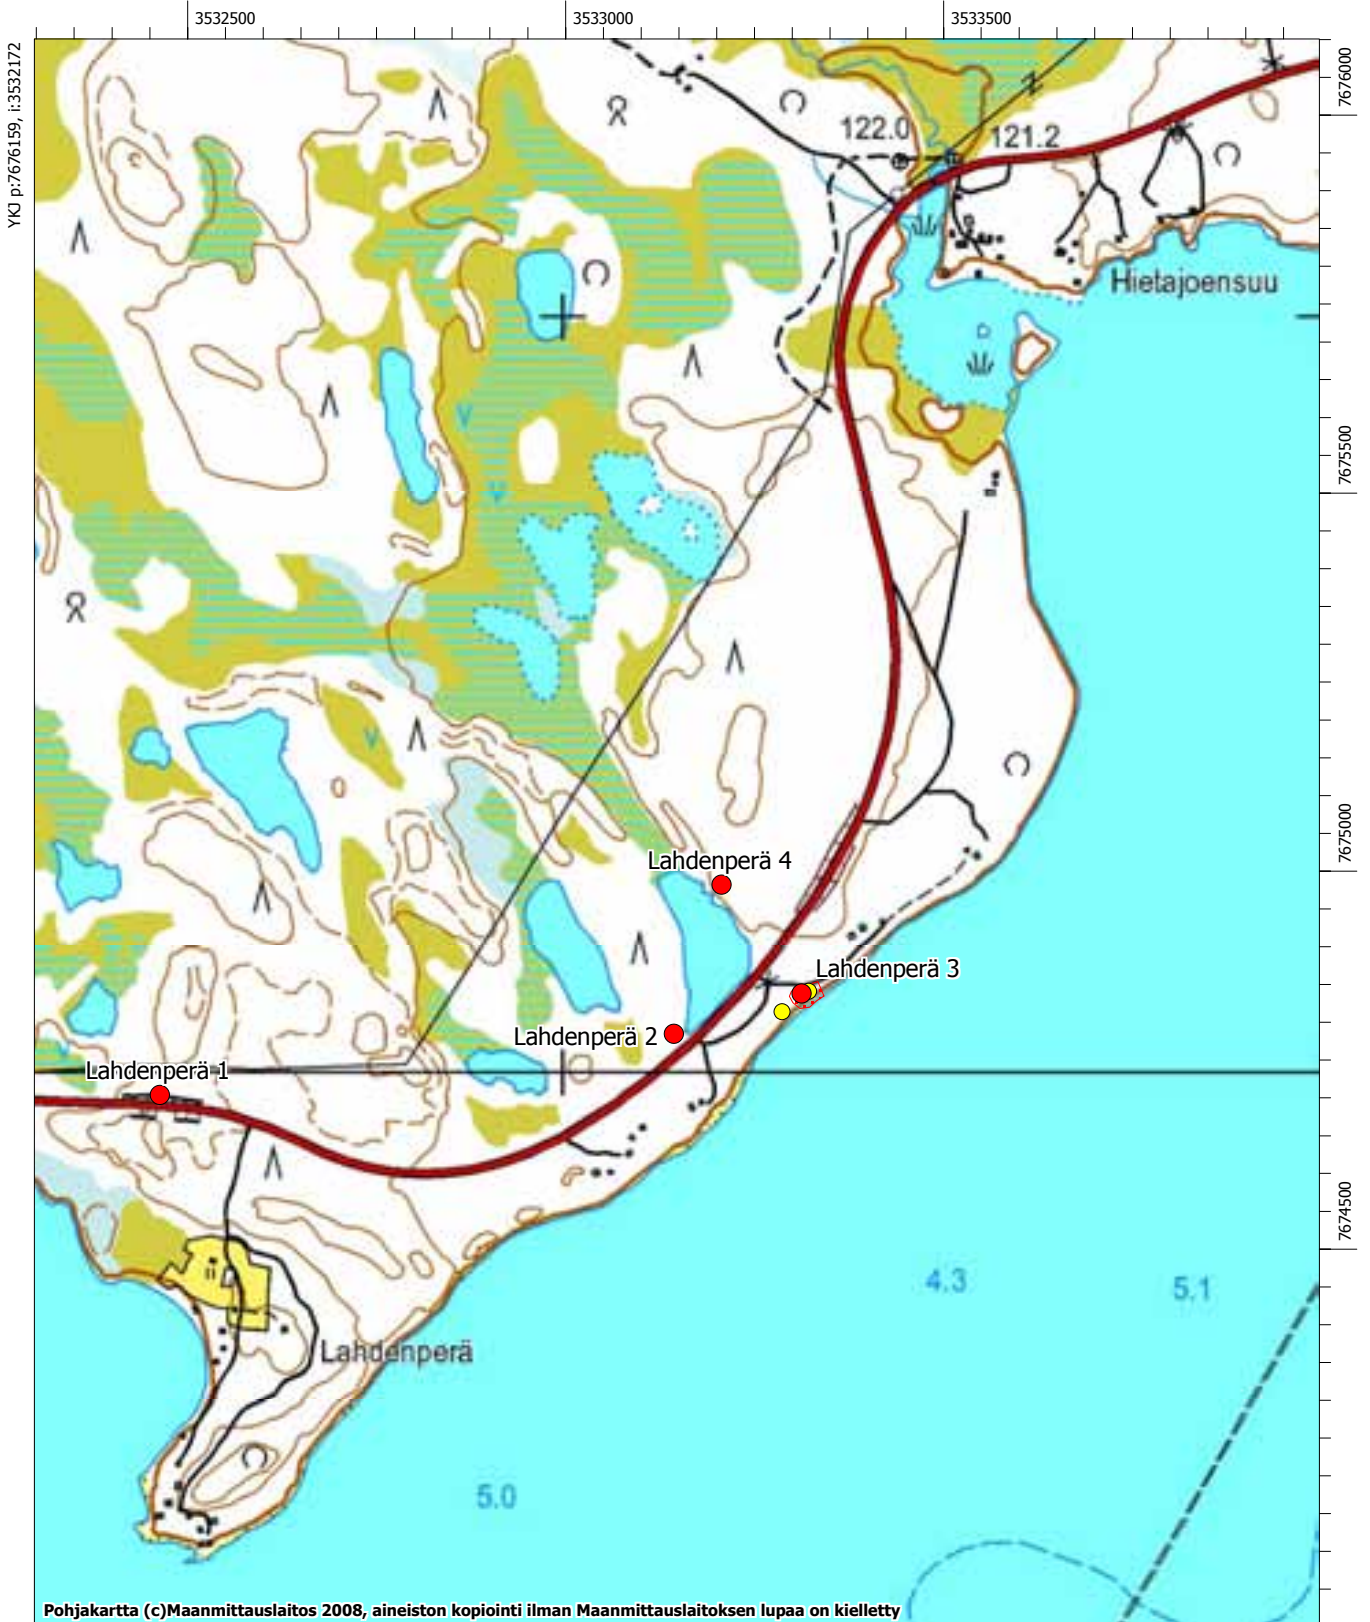 3532500
3533000
3533500
YKJ p:7676159, i:3532172
7676000
122.0
121.2
Hietajoensuu
7675500
7675000
Lahdenperä 4
Lahdenperä 3
Lahdenperä 2
Lahdenperä 1
7674500
4.3
5.1
Lahdenperä
5.0
Pohjakartta (c)Maanmittauslaitos 2008, aineiston kopiointi ilman Maanmittauslaitoksen lupaa on kielletty